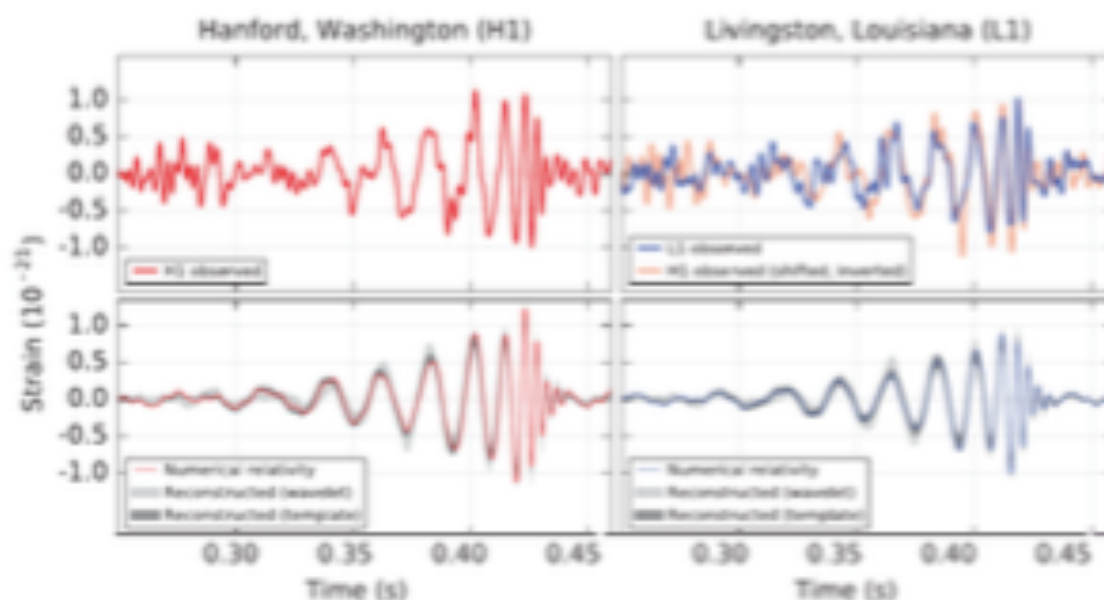 Hanford, Washington (H1)
Livingston, Louisiana (L1)
Strain (10⁻²¹)
1.0
0.5
0.0
-0.5
-1.0
H1 observed
L1 observed
H1 observed (shifted, inverted)
1.0
0.5
0.0
-0.5
-1.0
Numerical relativity
Reconstructed (wavelet)
Reconstructed (template)
Numerical relativity
Reconstructed (wavelet)
Reconstructed (template)
0.30 0.35 0.40 0.45
0.30 0.35 0.40 0.45
Time (s)
Time (s)